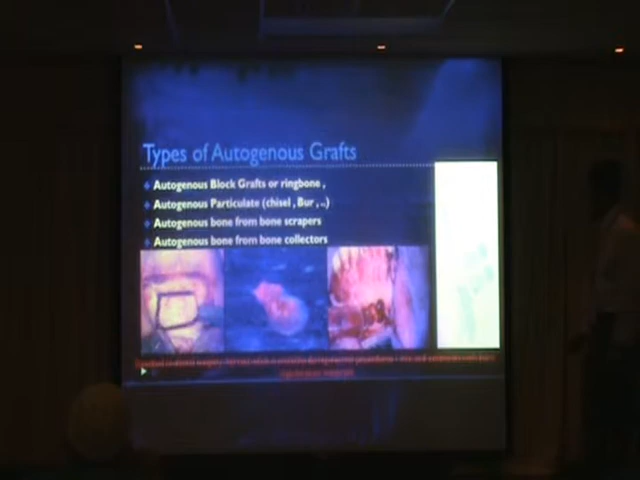 Types of Autogenous Grafts
Autogenous Block Grafts or ringbone ,
Autogenous Particulate (chisel , Bur , ..)
Autogenous bone from bone scrapers
Autogenous bone from bone collectors